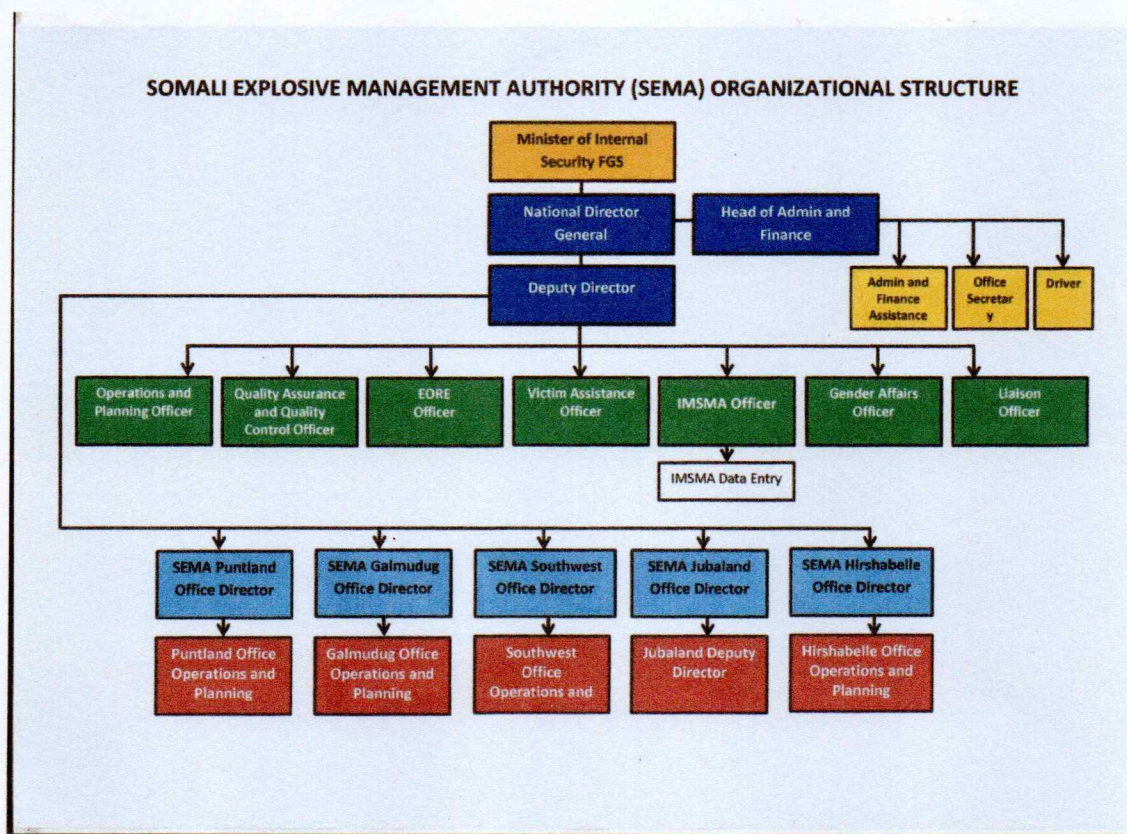 SOMALI EXPLOSIVE MANAGEMENT AUTHORITY (SEMA) ORGANIZATIONAL STRUCTURE
Minister of Internal
Security FGS
National Director
General
Head of Admin and
Finance
Deputy Director
Admin and
Finance
Assistance
Office
Secretar
y
Driver
Operations and
Planning Officer
Quality Assurance
and Quality
Control Officer
EORE
Officer
Victim Assistance
Officer
IMSMA Officer
Gender Affairs
Officer
Liaison
Officer
IMSMA Data Entry
SEMA Puntland
Office Director
SEMA Galmudug
Office Director
SEMA Southwest
Office Director
SEMA Jubaland
Office Director
SEMA Hirshabelle
Office Director
Puntland Office
Operations and
Planning
Galmudug Office
Operations and
Planning
Southwest
Office
Operations and
Jubaland Deputy
Director
Hirshabelle Office
Operations and
Planning